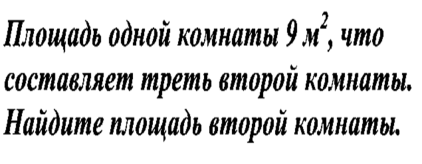 Площадь одной комнаты 9 м², что
составляет треть второй комнаты.
Найдите площадь второй комнаты.